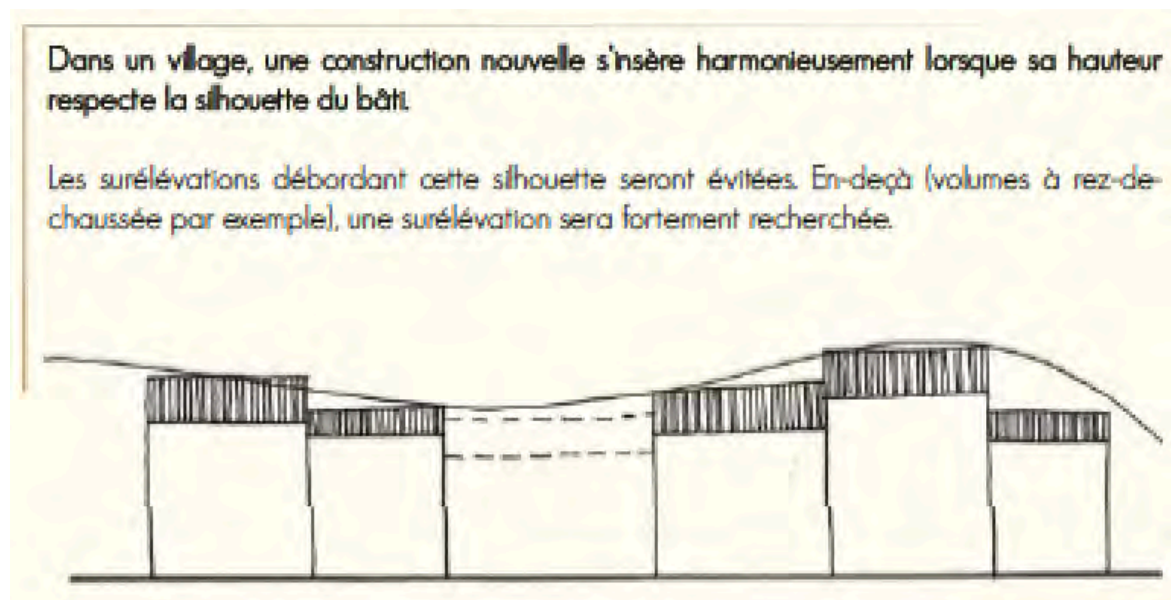 Dans un village, une construction nouvelle s'insère harmonieusement lorsque sa hauteur
respecte la silhouette du bâti.
Les surélévations débordant cette silhouette seront évitées. En-deçà (volumes à rez-de-
chaussée par exemple), une surélévation sera fortement recherchée.